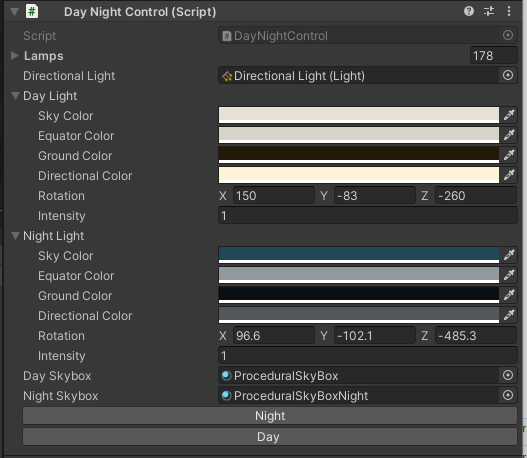 Day Night Control (Script)
Script DayNightControl
Lamps 178
Directional Light Directional Light (Light)
Day Light
Sky Color
Equator Color
Ground Color
Directional Color
Rotation X 150 Y -83 Z -260
Intensity 1
Night Light
Sky Color
Equator Color
Ground Color
Directional Color
Rotation X 96.6 Y -102.1 Z -485.3
Intensity 1
Day Skybox ProceduralSkyBox
Night Skybox ProceduralSkyBoxNight
Night
Day